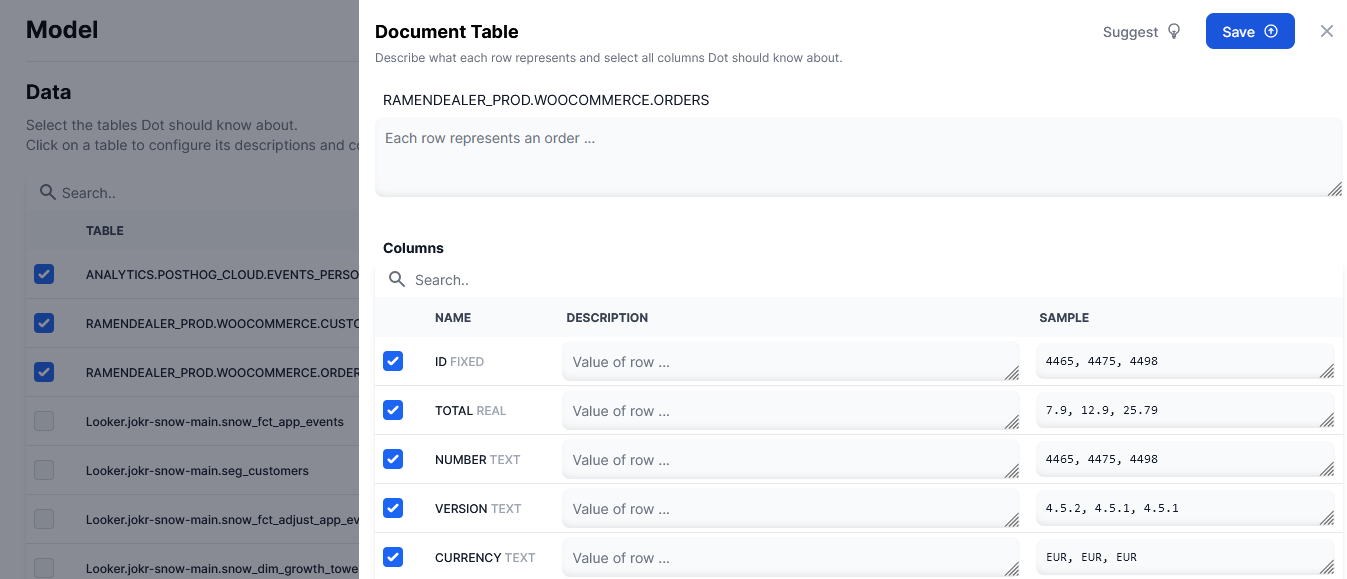 Model
Data
Select the tables Dot should know about.
Click on a table to configure its descriptions and co
Search..
TABLE
ANALYTICS.POSTHOG_CLOUD.EVENTS_PERSO
RAMENDEALER_PROD.WOOCOMMERCE.CUSTO
RAMENDEALER_PROD.WOOCOMMERCE.ORDER
Looker.jokr-snow-main.snow_fct_app_events
Looker.jokr-snow-main.seg_customers
Looker.jokr-snow-main.snow_fct_adjust_app_ev
Looker.jokr-snow-main.snow_dim_growth_towe
Document Table
Suggest
Save
Describe what each row represents and select all columns Dot should know about.
RAMENDEALER_PROD.WOOCOMMERCE.ORDERS
Each row represents an order ...
Columns
Search..
NAME DESCRIPTION SAMPLE
ID FIXED Value of row ... 4465, 4475, 4498
TOTAL REAL Value of row ... 7.9, 12.9, 25.79
NUMBER TEXT Value of row ... 4465, 4475, 4498
VERSION TEXT Value of row ... 4.5.2, 4.5.1, 4.5.1
CURRENCY TEXT Value of row ... EUR, EUR, EUR